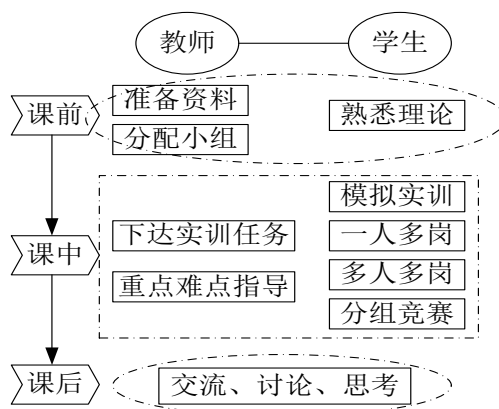 教师
学生
课前
准备资料
分配小组
熟悉理论
课中
下达实训任务
重点难点指导
模拟实训
一人多岗
多人多岗
分组竞赛
课后
交流、讨论、思考